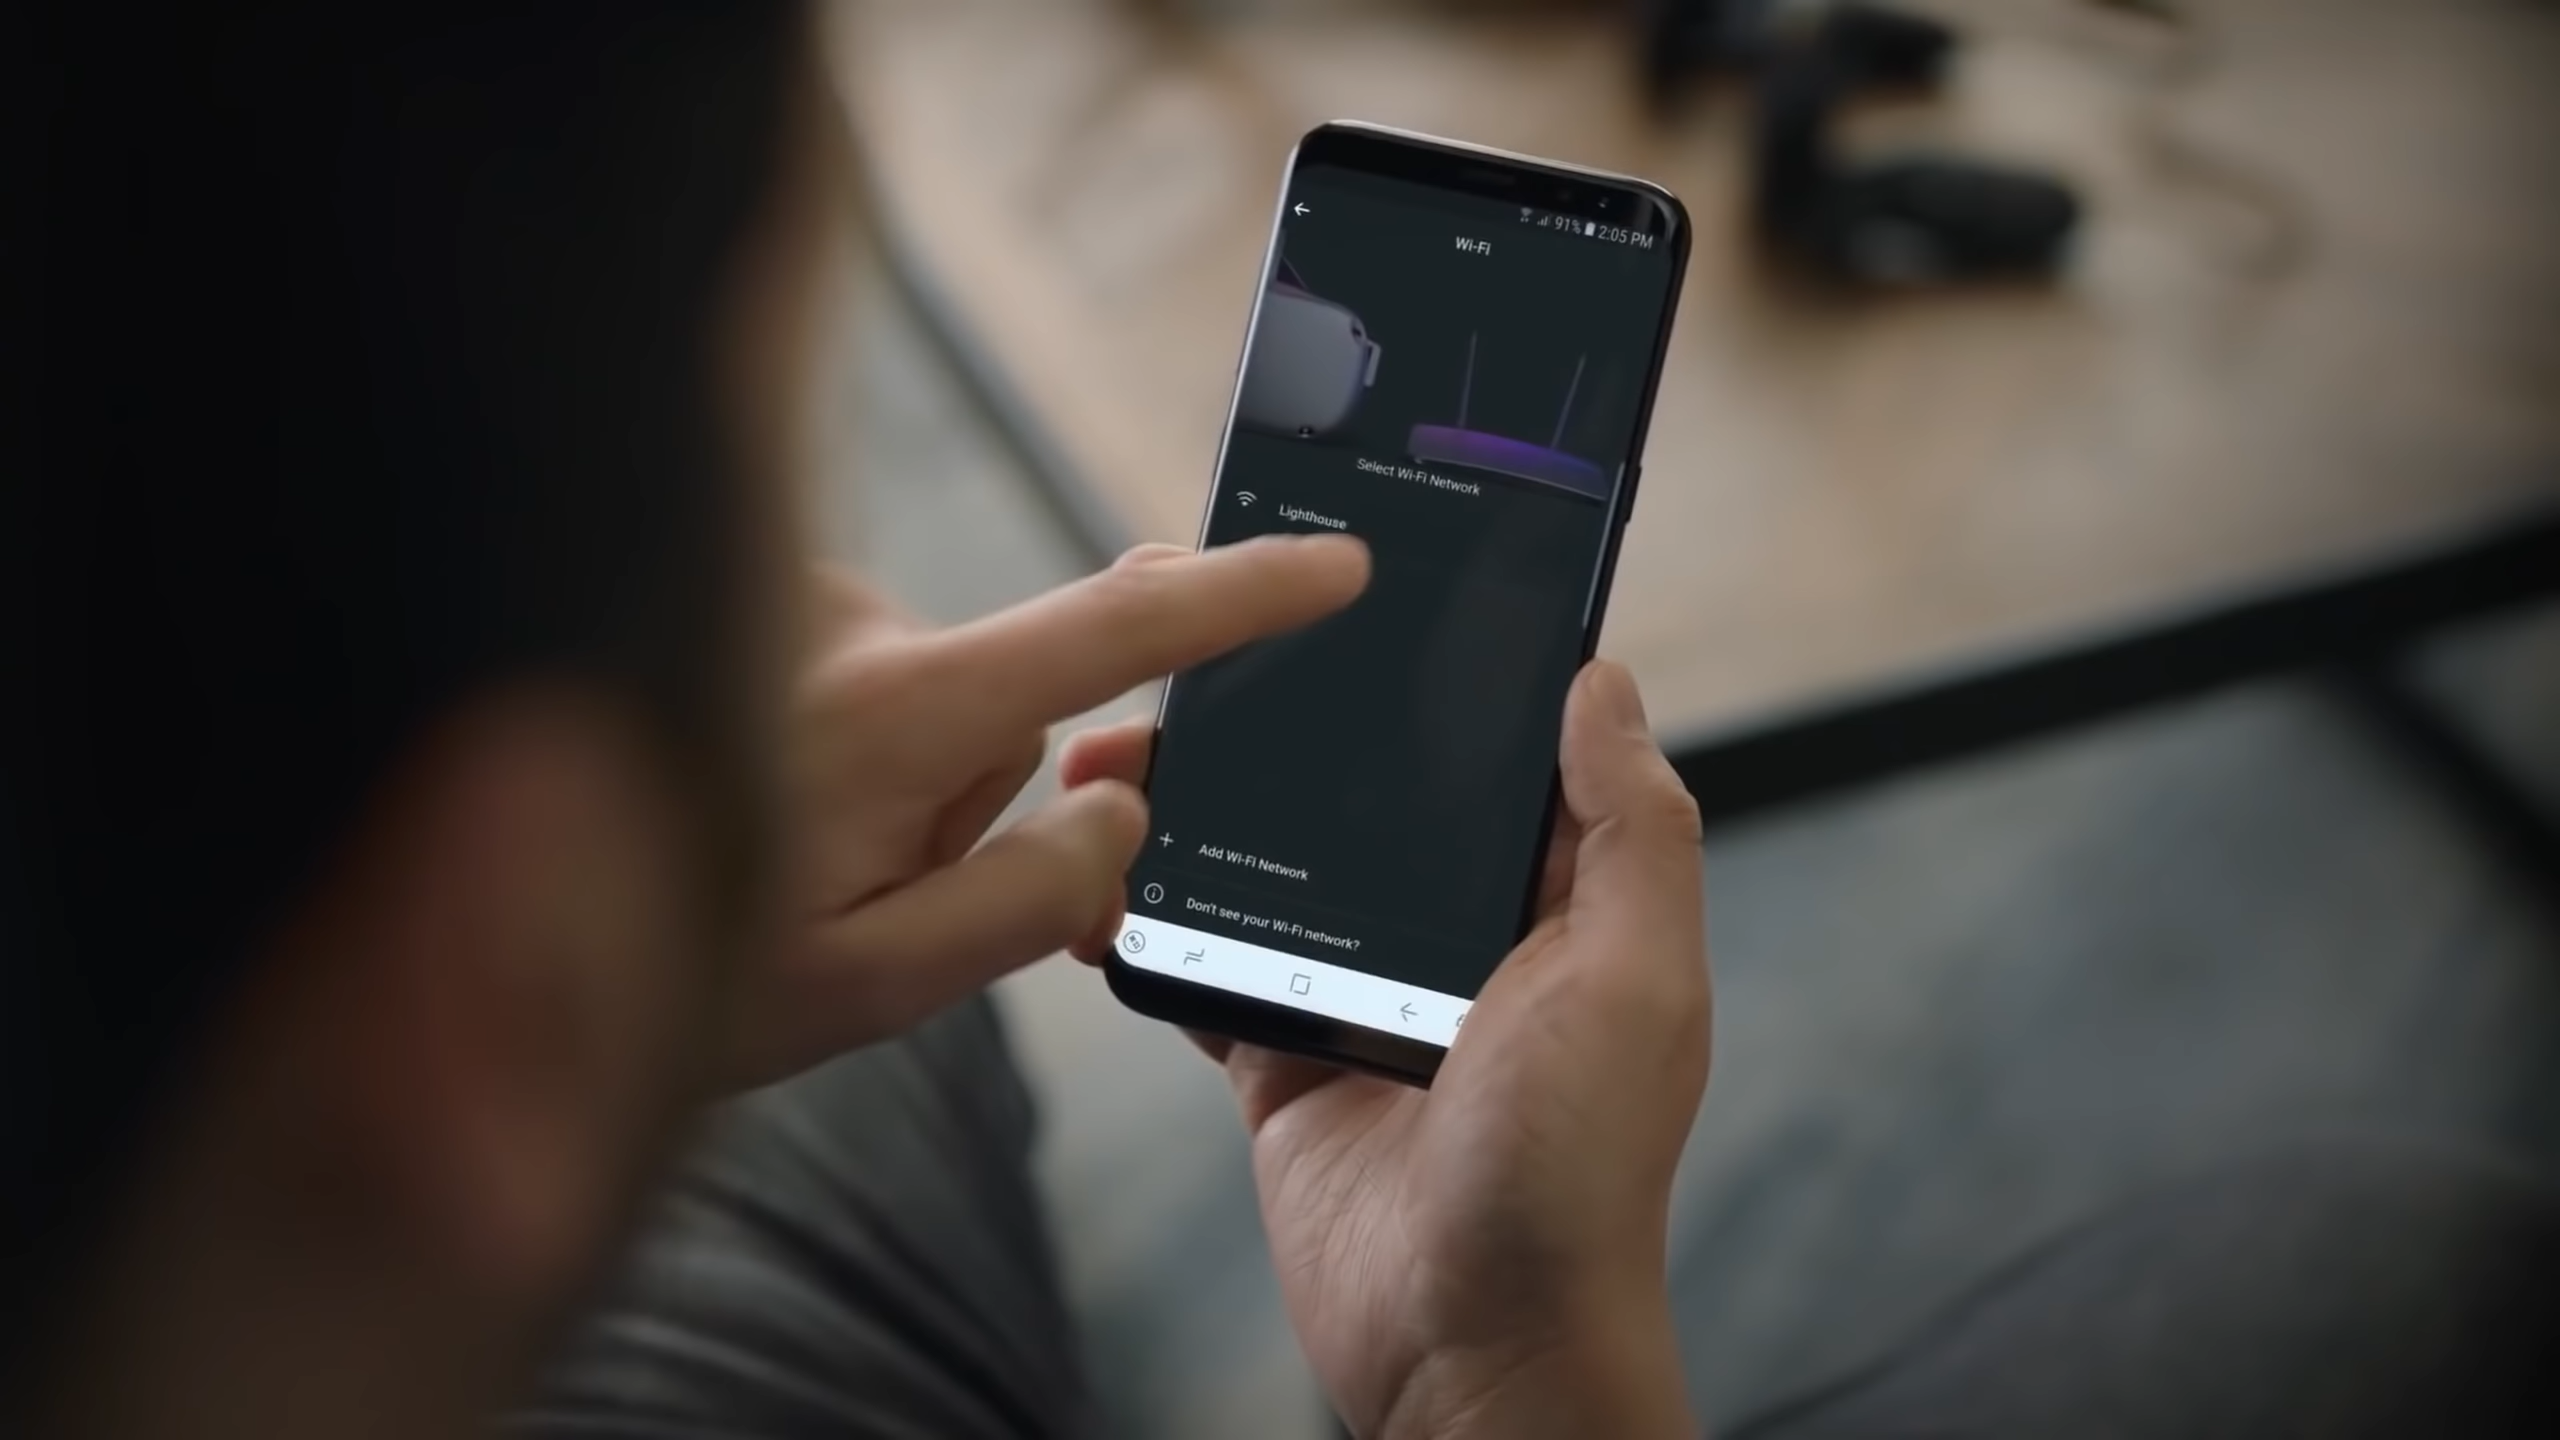 91% 2:05 PM
Wi-Fi
Select Wi-Fi Network
Lighthouse
Add Wi-Fi Network
Don't see your Wi-Fi network?